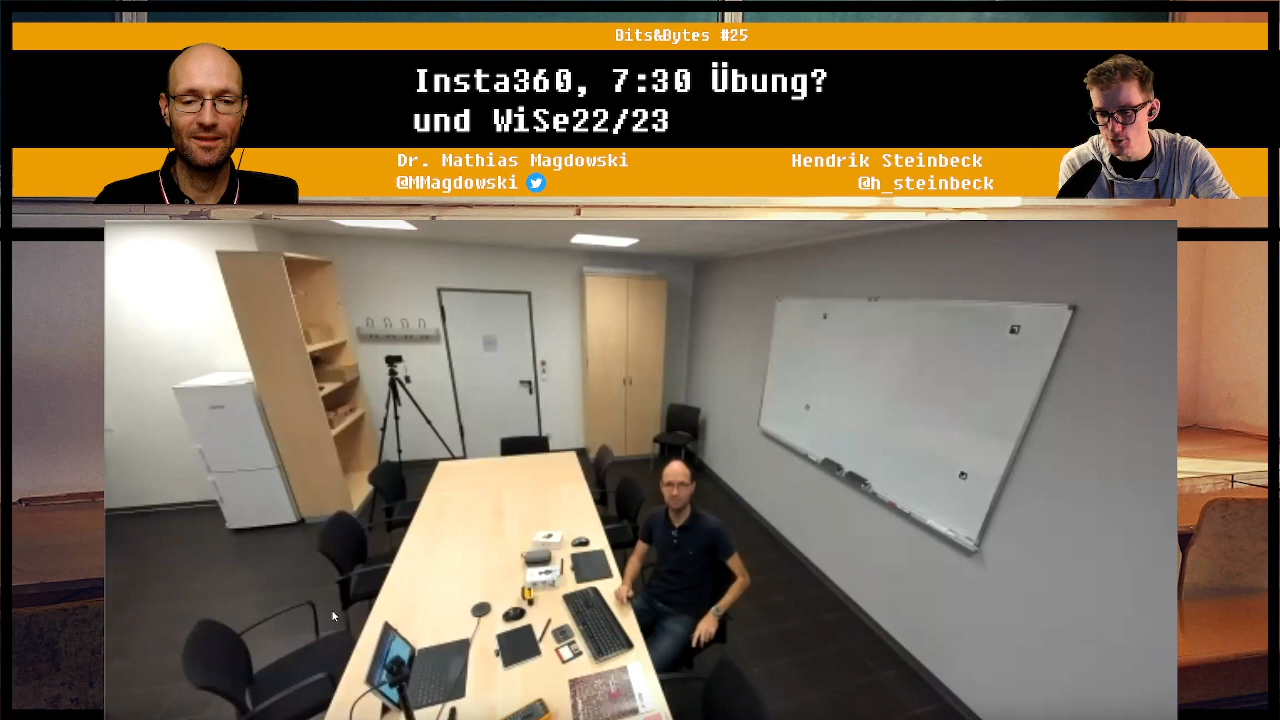 Bits&Bytes #25
Insta360, 7:30 Übung?
und WiSe22/23
Dr. Mathias Magdowski
@MMagdowski
Hendrik Steinbeck
@h_steinbeck